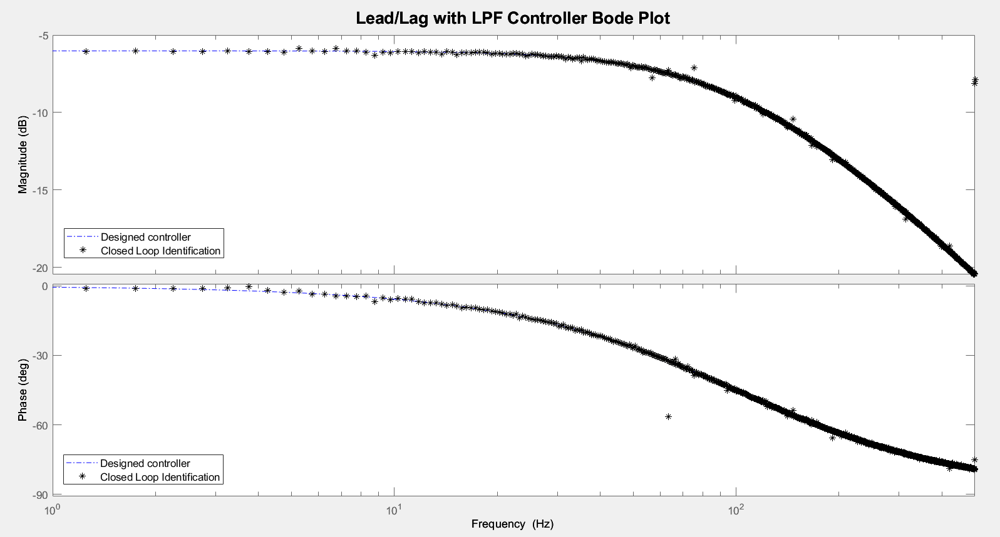 Lead/Lag with LPF Controller Bode Plot
-5
-10
-15
-20
Magnitude (dB)
Designed controller
Closed Loop Identification
0
-30
-60
-90
Phase (deg)
Designed controller
Closed Loop Identification
10^0
10^1
10^2
Frequency (Hz)